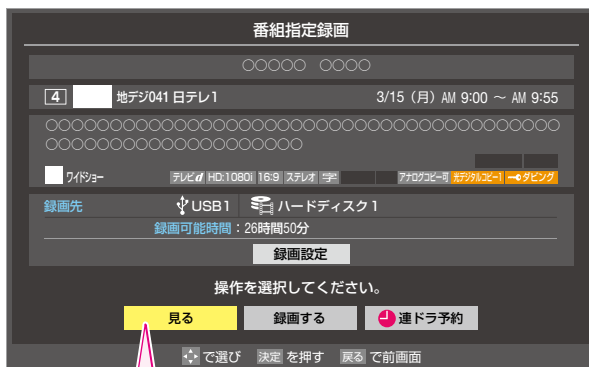 番組指定録画
○○○○○ ○○○○
4 地デジ041 日テレ1 3/15（月）AM 9:00 ～ AM 9:55
○○○○○○○○○○○○○○○○○○○○○○○○○○○○○○○○○○○○○○
○○○○○○○○○○○○○○○○○○○
ワイドショー テレビd HD:1080i 16:9 ステレオ 字 アナログコピー可 光デジタルコピー1 ダビング
録画先 USB1 ハードディスク1
録画可能時間：26時間50分
録画設定
操作を選択してください。
見る 録画する 連ドラ予約
で選び 決定 を押す 戻る で前画面